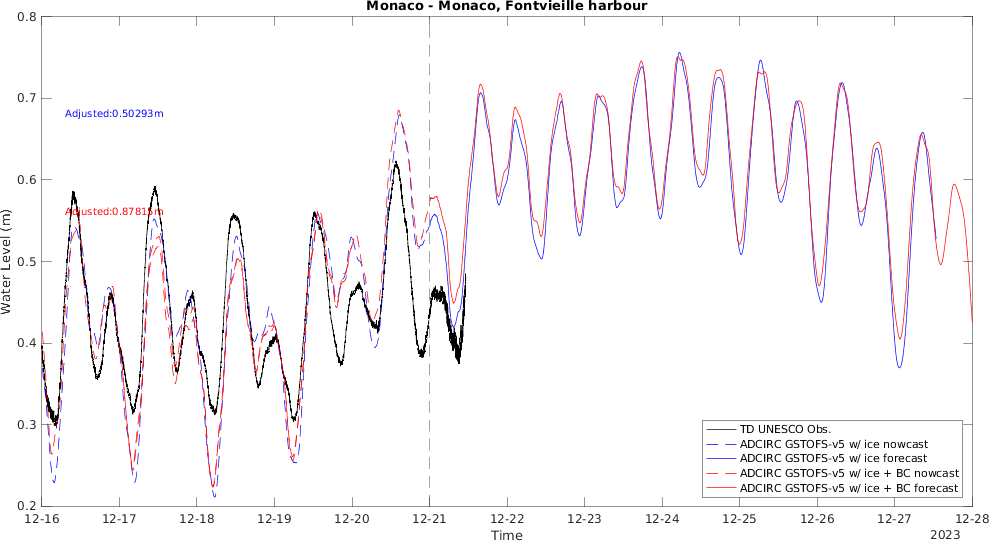 Monaco - Monaco, Fontvieille harbour
0.8
0.7
0.6
0.5
0.4
0.3
0.2
Water Level (m)
Adjusted:0.50293m
Adjusted:0.87815m
TD UNESCO Obs.
ADCIRC GSTOFS-v5 w/ ice nowcast
ADCIRC GSTOFS-v5 w/ ice forecast
ADCIRC GSTOFS-v5 w/ ice + BC nowcast
ADCIRC GSTOFS-v5 w/ ice + BC forecast
12-16 12-17 12-18 12-19 12-20 12-21 12-22 12-23 12-24 12-25 12-26 12-27 12-28
Time
2023